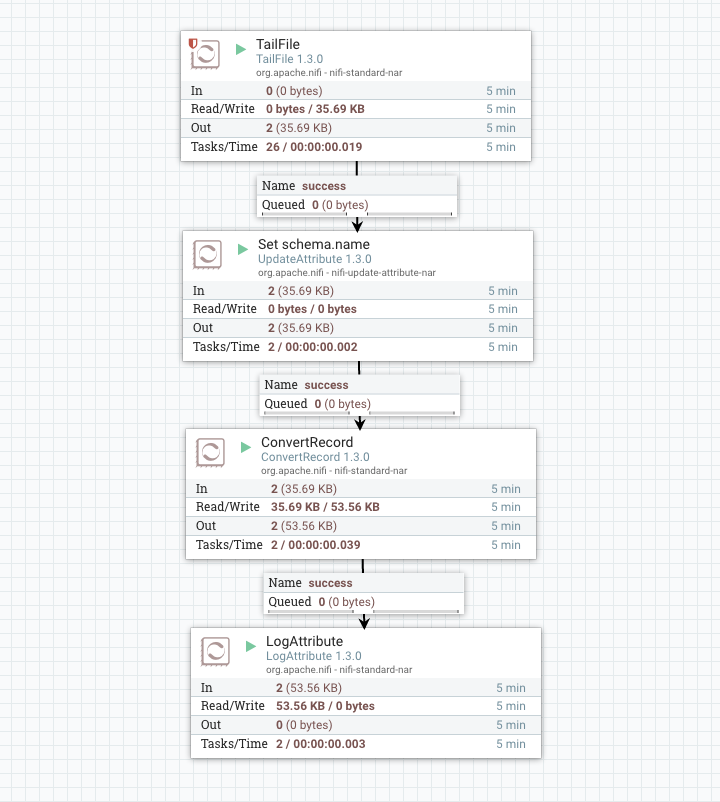 TailFile
TailFile 1.3.0
org.apache.nifi - nifi-standard-nar
In 0 (0 bytes) 5 min
Read/Write 0 bytes / 35.69 KB 5 min
Out 2 (35.69 KB) 5 min
Tasks/Time 26 / 00:00:00.019 5 min
Name success
Queued 0 (0 bytes)
Set schema.name
UpdateAttribute 1.3.0
org.apache.nifi - nifi-update-attribute-nar
In 2 (35.69 KB) 5 min
Read/Write 0 bytes / 0 bytes 5 min
Out 2 (35.69 KB) 5 min
Tasks/Time 2 / 00:00:00.002 5 min
Name success
Queued 0 (0 bytes)
ConvertRecord
ConvertRecord 1.3.0
org.apache.nifi - nifi-standard-nar
In 2 (35.69 KB) 5 min
Read/Write 35.69 KB / 53.56 KB 5 min
Out 2 (53.56 KB) 5 min
Tasks/Time 2 / 00:00:00.039 5 min
Name success
Queued 0 (0 bytes)
LogAttribute
LogAttribute 1.3.0
org.apache.nifi - nifi-standard-nar
In 2 (53.56 KB) 5 min
Read/Write 53.56 KB / 0 bytes 5 min
Out 0 (0 bytes) 5 min
Tasks/Time 2 / 00:00:00.003 5 min